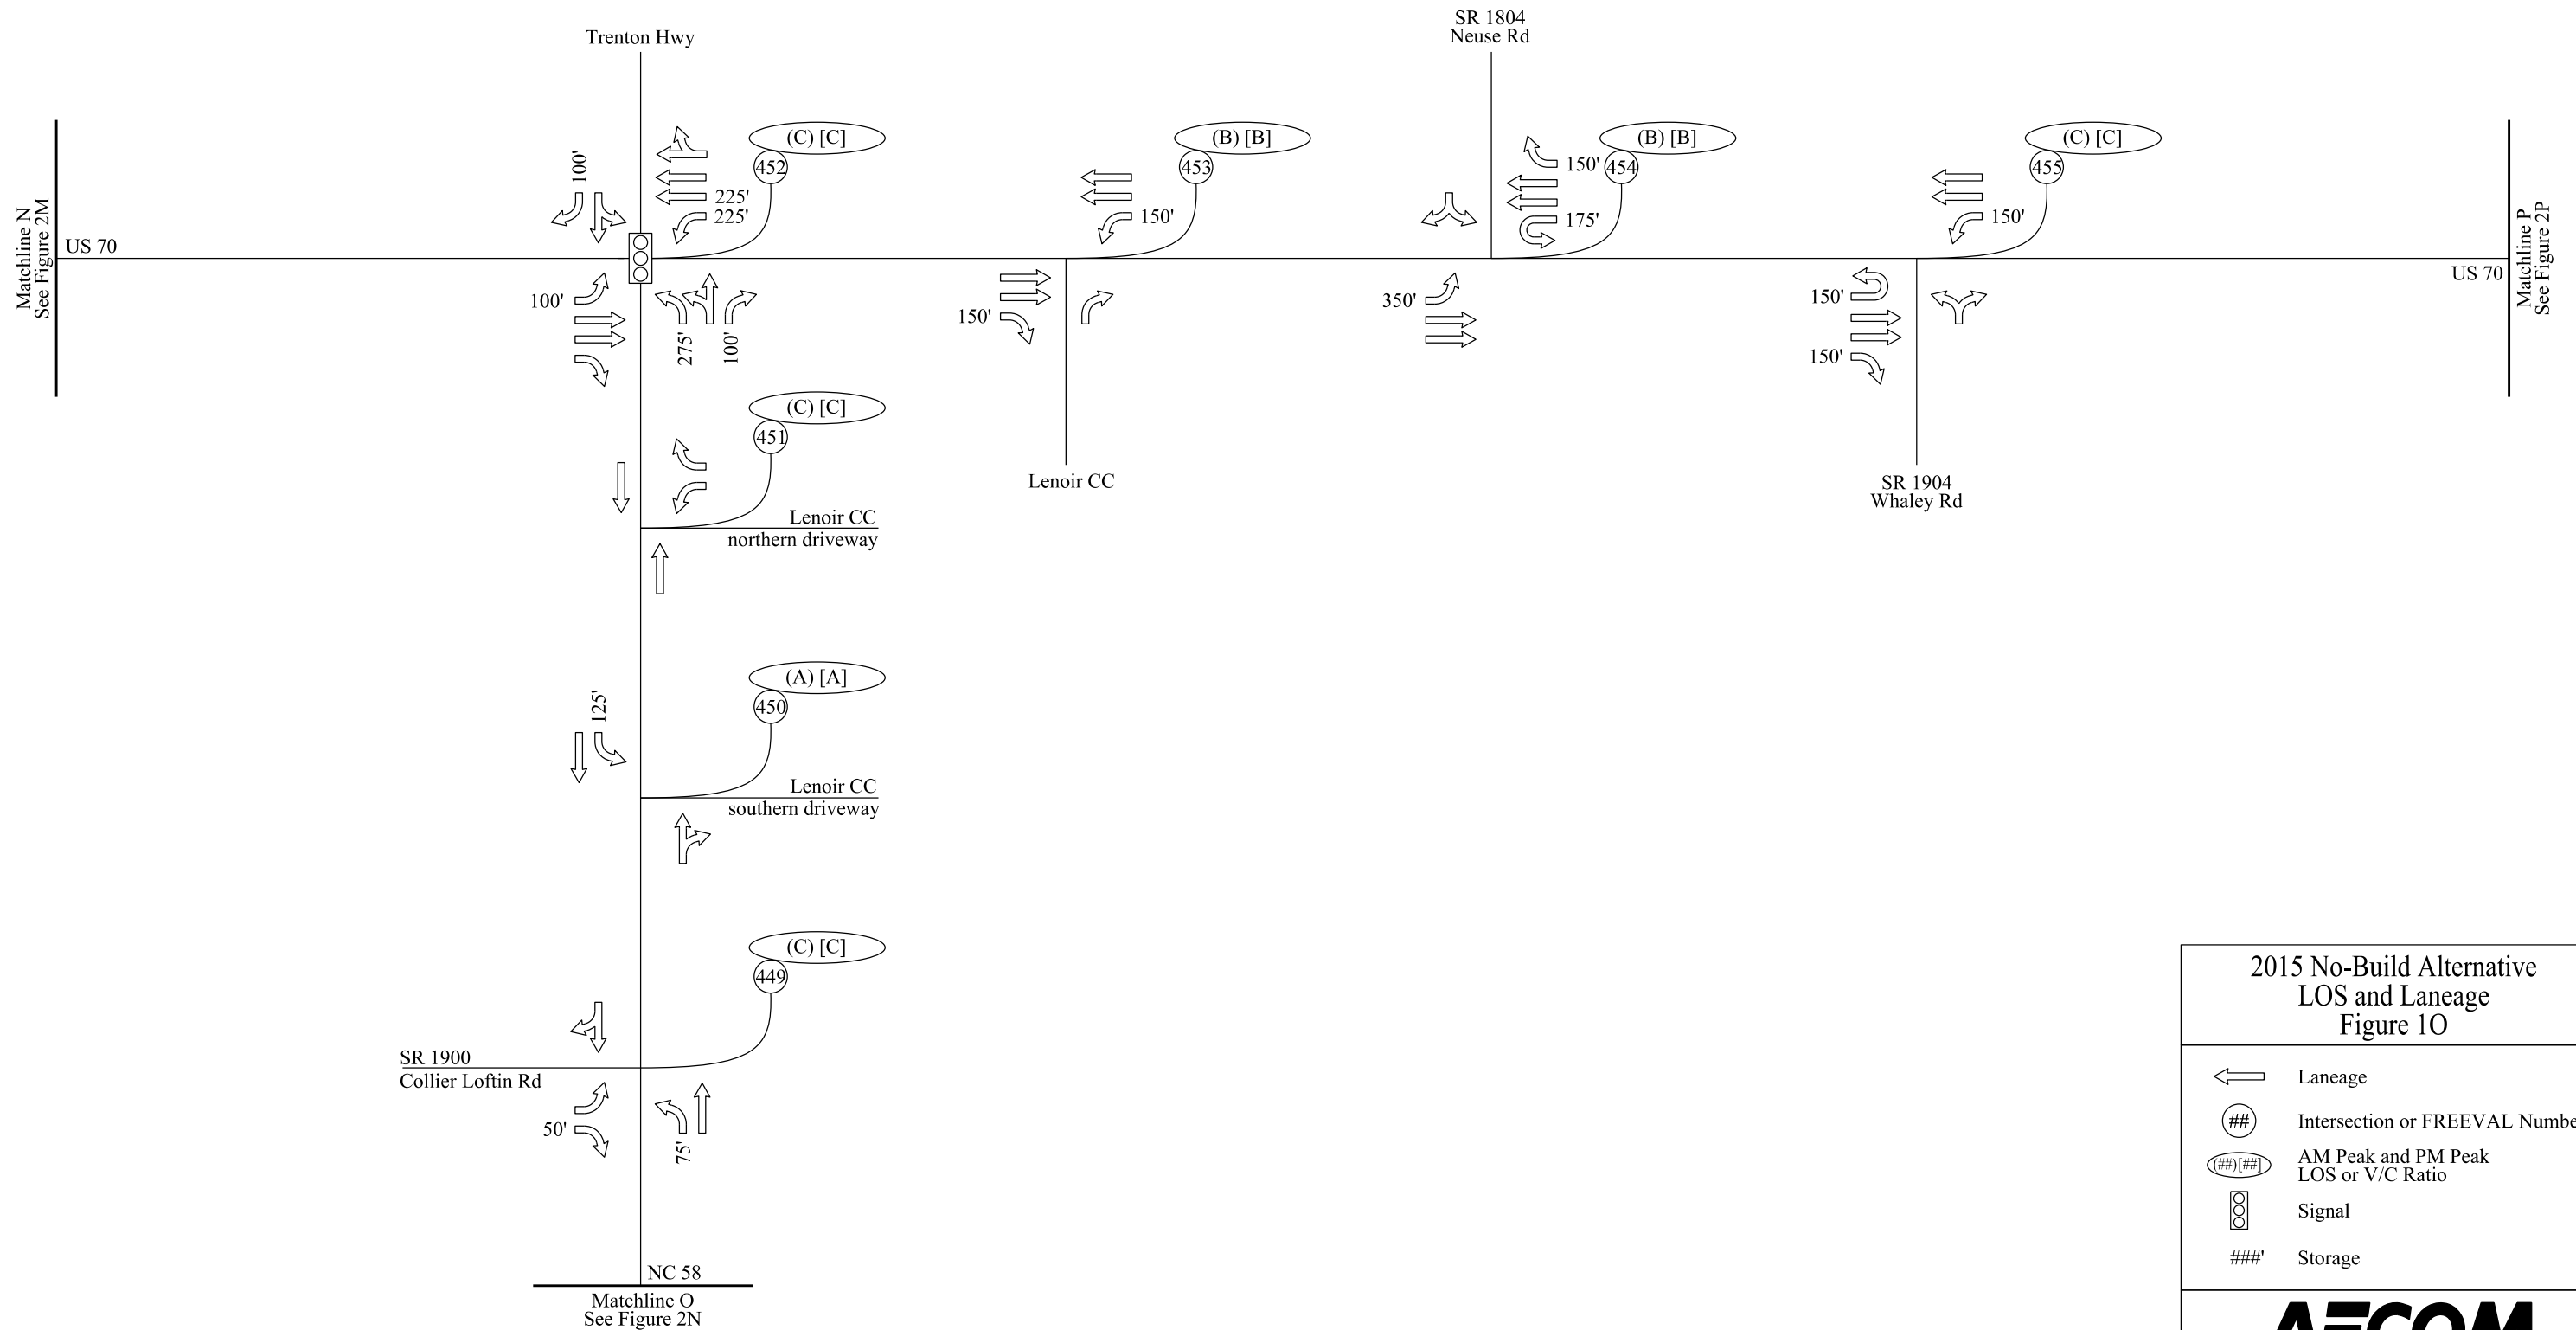 Trenton Hwy
SR 1804
Neuse Rd
Matchline N
See Figure 2M
US 70
100'
(C) [C]
452
225'
225'
100'
275'
100'
(B) [B]
453
150'
150'
Lenoir CC
(B) [B]
454
150'
175'
350'
(C) [C]
455
150'
150'
150'
SR 1904
Whaley Rd
US 70
Matchline P
See Figure 2P
(C) [C]
451
Lenoir CC
northern driveway
(A) [A]
450
125'
Lenoir CC
southern driveway
(C) [C]
449
SR 1900
Collier Loftin Rd
50'
75'
NC 58
Matchline O
See Figure 2N
2015 No-Build Alternative
LOS and Laneage
Figure 1O
Laneage
## Intersection or FREEVAL Numbe
(##)[##] AM Peak and PM Peak
LOS or V/C Ratio
Signal
###' Storage
AECOM